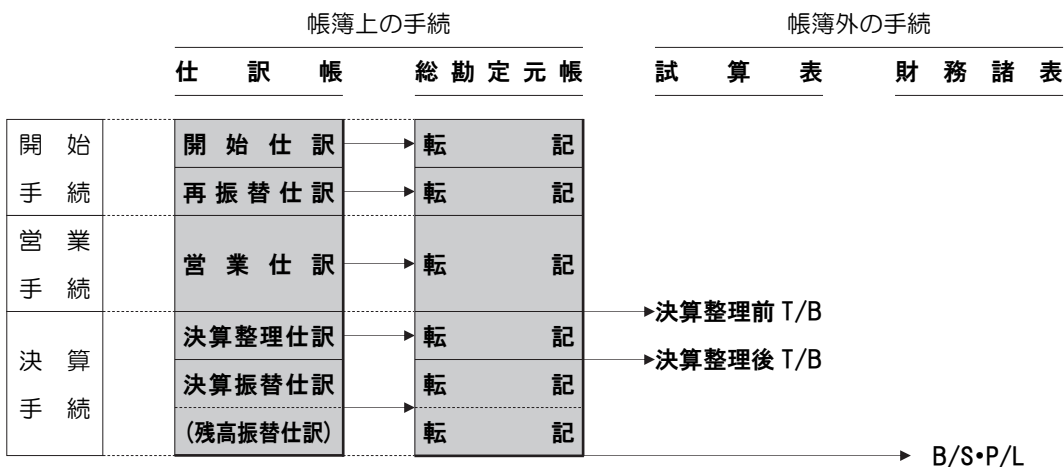 帳簿上の手続 帳簿外の手続
仕訳帳 総勘定元帳 試算表 財務諸表
開始 開始仕訳 転記
手続 再振替仕訳 転記
営業
営業仕訳 転記
手続
決算整理前 T/B
決算整理仕訳 転記
決算 決算整理後 T/B
決算振替仕訳 転記
手続
(残高振替仕訳) 転記
B/S・P/L